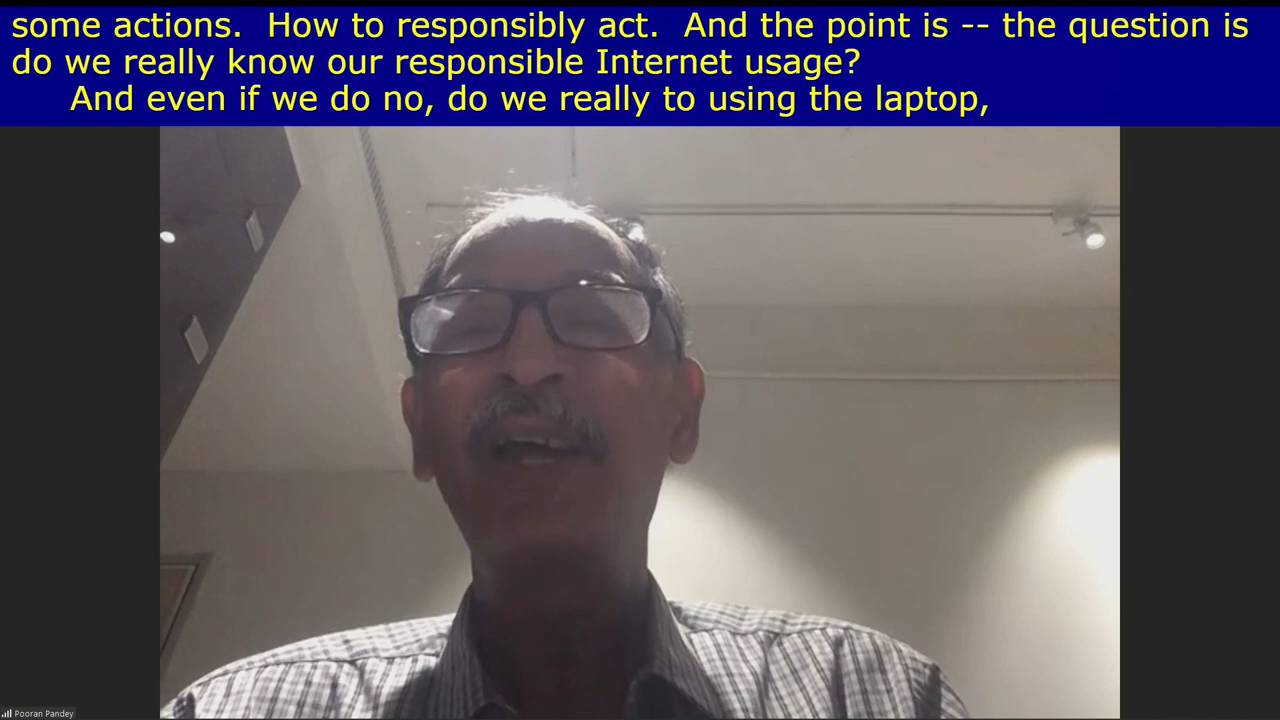 some actions.  How to responsibly act.  And the point is -- the question is
do we really know our responsible Internet usage?
And even if we do no, do we really to using the laptop,
Pooran Pandey